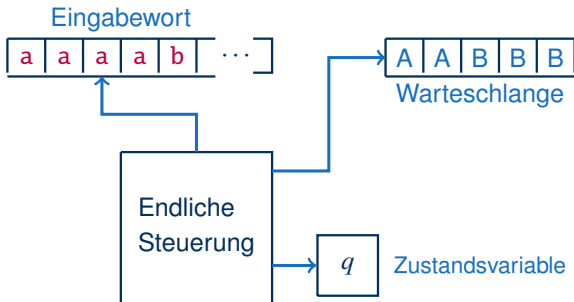 Eingabewort
a a a a b ...
A A B B B
Warteschlange
Endliche
Steuerung
q
Zustandsvariable